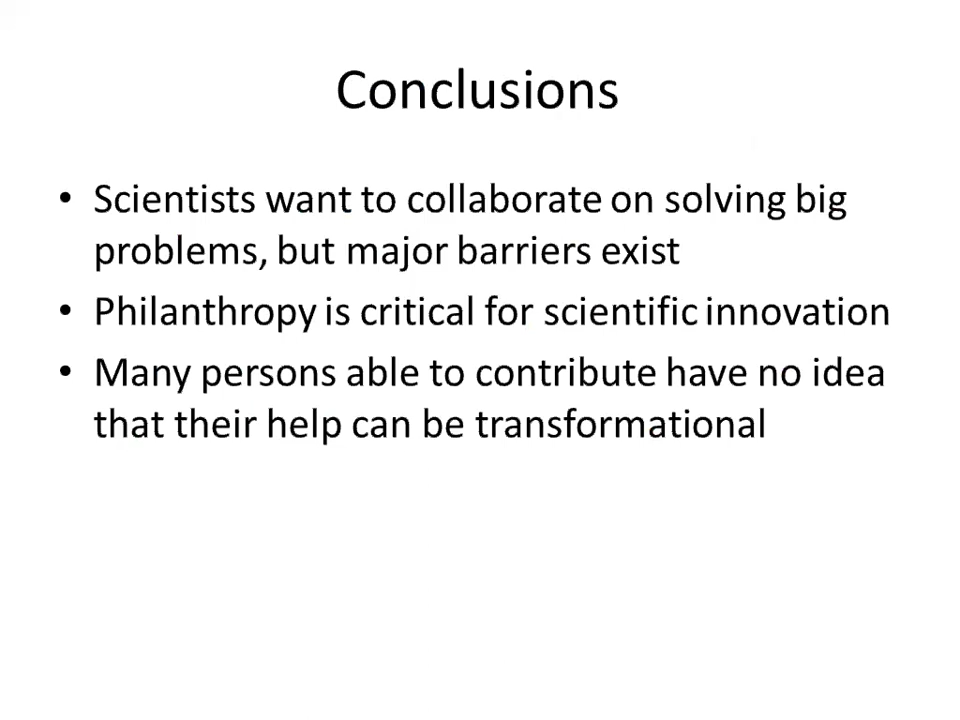 Conclusions
• Scientists want to collaborate on solving big
problems, but major barriers exist
• Philanthropy is critical for scientific innovation
• Many persons able to contribute have no idea
that their help can be transformational